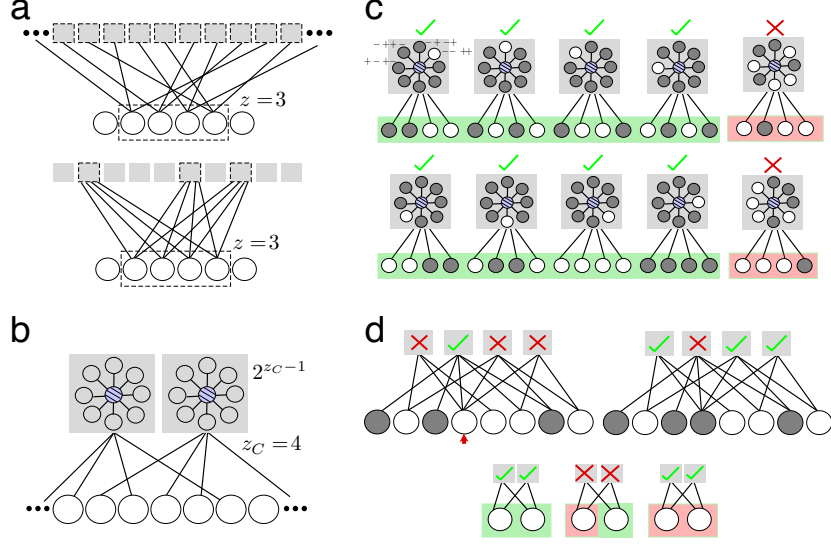 a
z = 3
z = 3
b
2^{z_C−1}
z_C = 4
c
− + + −
− − + +
+ − + −
− + +
d